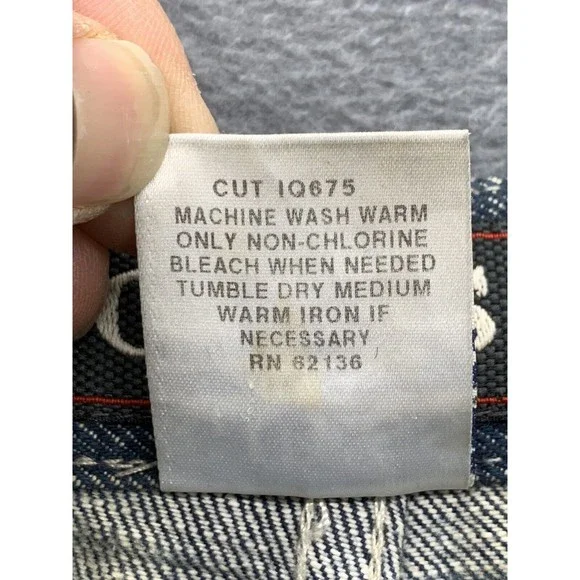 CUT IQ675
MACHINE WASH WARM
ONLY NON-CHLORINE
BLEACH WHEN NEEDED
TUMBLE DRY MEDIUM
WARM IRON IF
NECESSARY
RN 62136